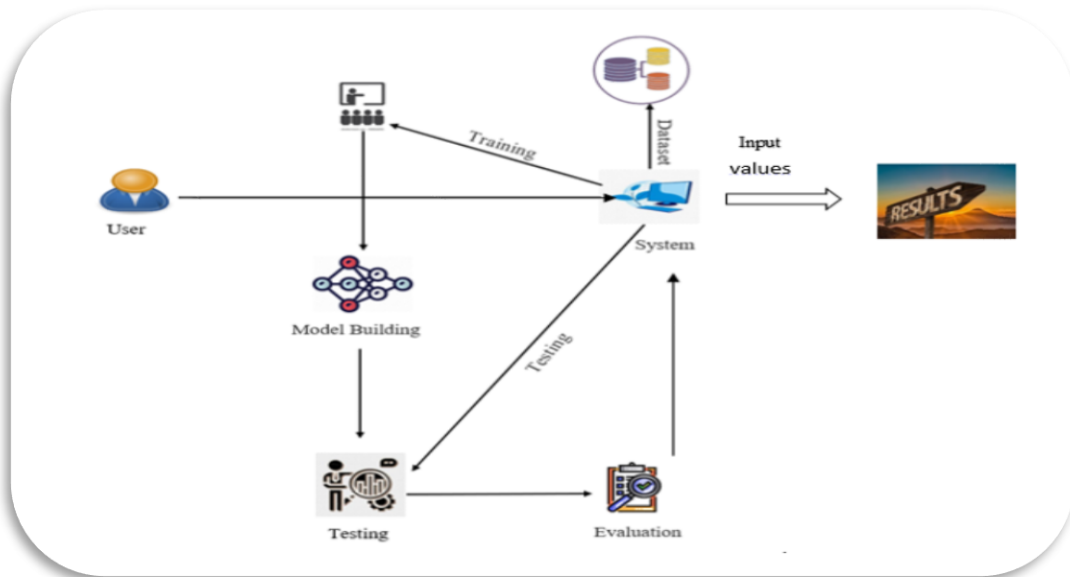 Training
Dataset
Input
values
RESULTS
User
System
Model Building
Testing
Testing
Evaluation